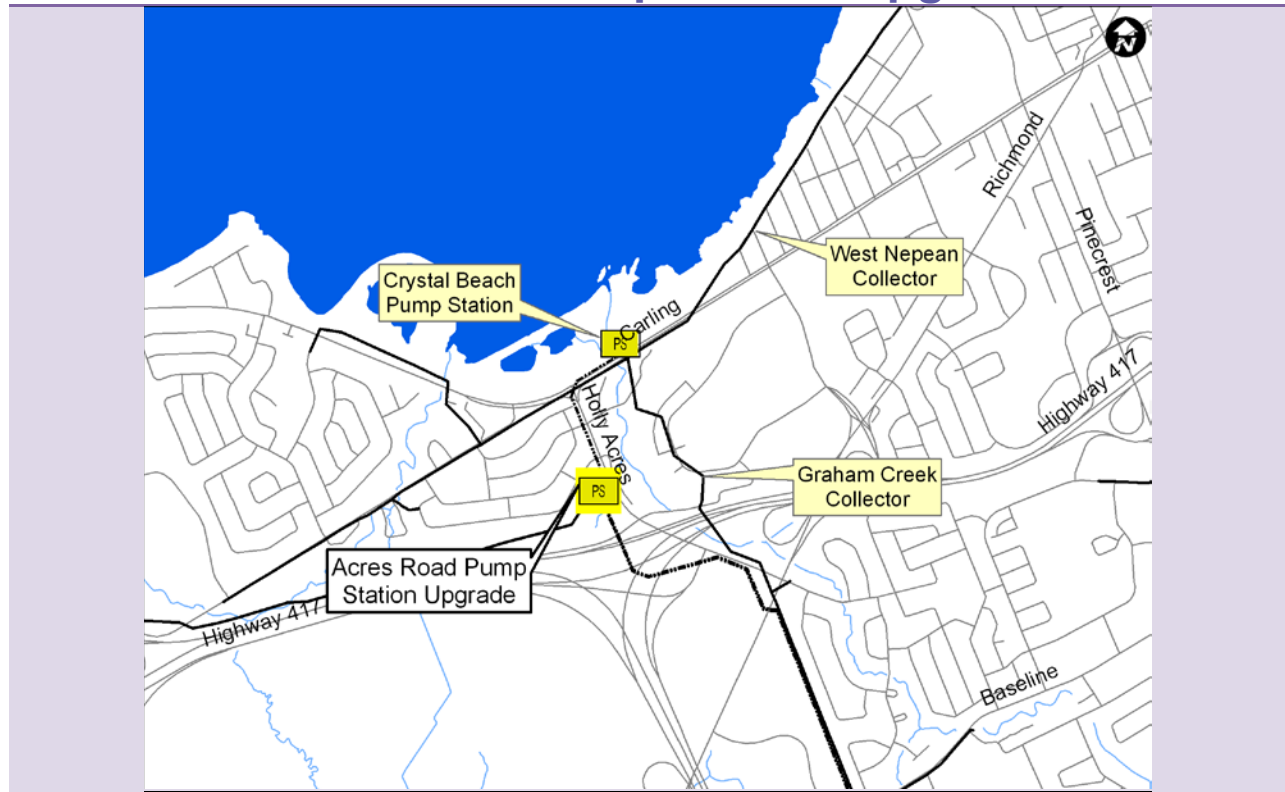 N
Richmond
Pinecrest
West Nepean
Collector
Crystal Beach
Pump Station
Carling
PS
Highway 417
Holly Acres
Graham Creek
Collector
PS
Acres Road Pump
Station Upgrade
Highway 417
Baseline